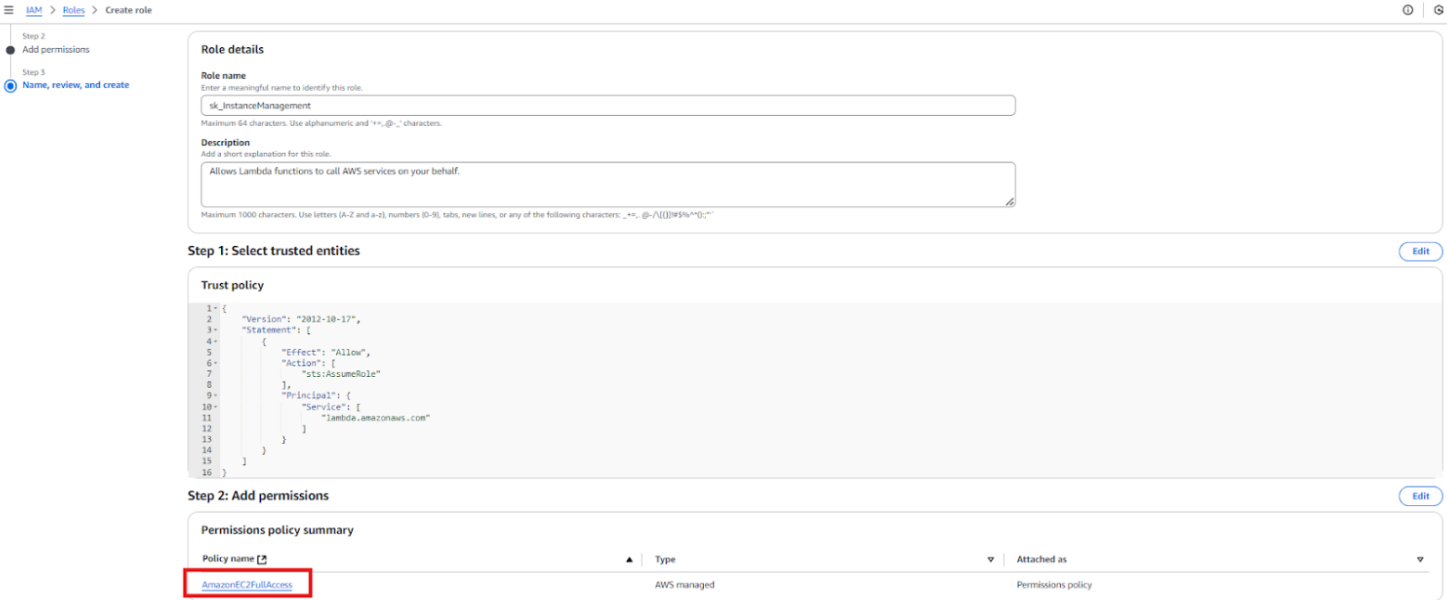 IAM > Roles > Create role
Step 2
Add permissions
Step 3
Name, review, and create
Role details
Role name
Enter a meaningful name to identify this role.
sk_InstanceManagement
Maximum 64 characters. Use alphanumeric and '+=,.@-_' characters.
Description
Add a short explanation for this role.
Allows Lambda functions to call AWS services on your behalf.
Maximum 1000 characters. Use letters (A-Z and a-z), numbers (0-9), tabs, new lines, or any of the following characters:
Step 1: Select trusted entities
Edit
Trust policy
1 {
2 "Version": "2012-10-17",
3 "Statement": [
4 {
5 "Effect": "Allow",
6 "Action": [
7 "sts:AssumeRole"
8 ],
9 "Principal": {
10 "Service": [
11 "lambda.amazonaws.com"
12 ]
13 }
14 }
15 ]
16 }
Step 2: Add permissions
Edit
Permissions policy summary
Policy name Type Attached as
AmazonEC2FullAccess AWS managed Permissions policy